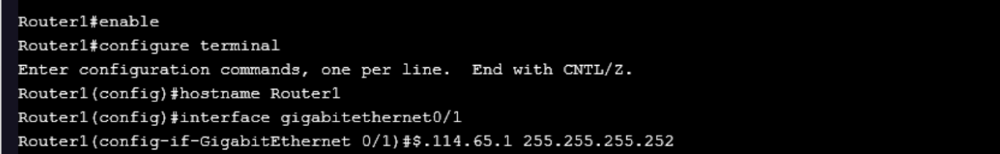 Router1#enable
Router1#configure terminal
Enter configuration commands, one per line.  End with CNTL/Z.
Router1(config)#hostname Router1
Router1(config)#interface gigabitethernet0/1
Router1(config-if-GigabitEthernet 0/1)#$.114.65.1 255.255.255.252